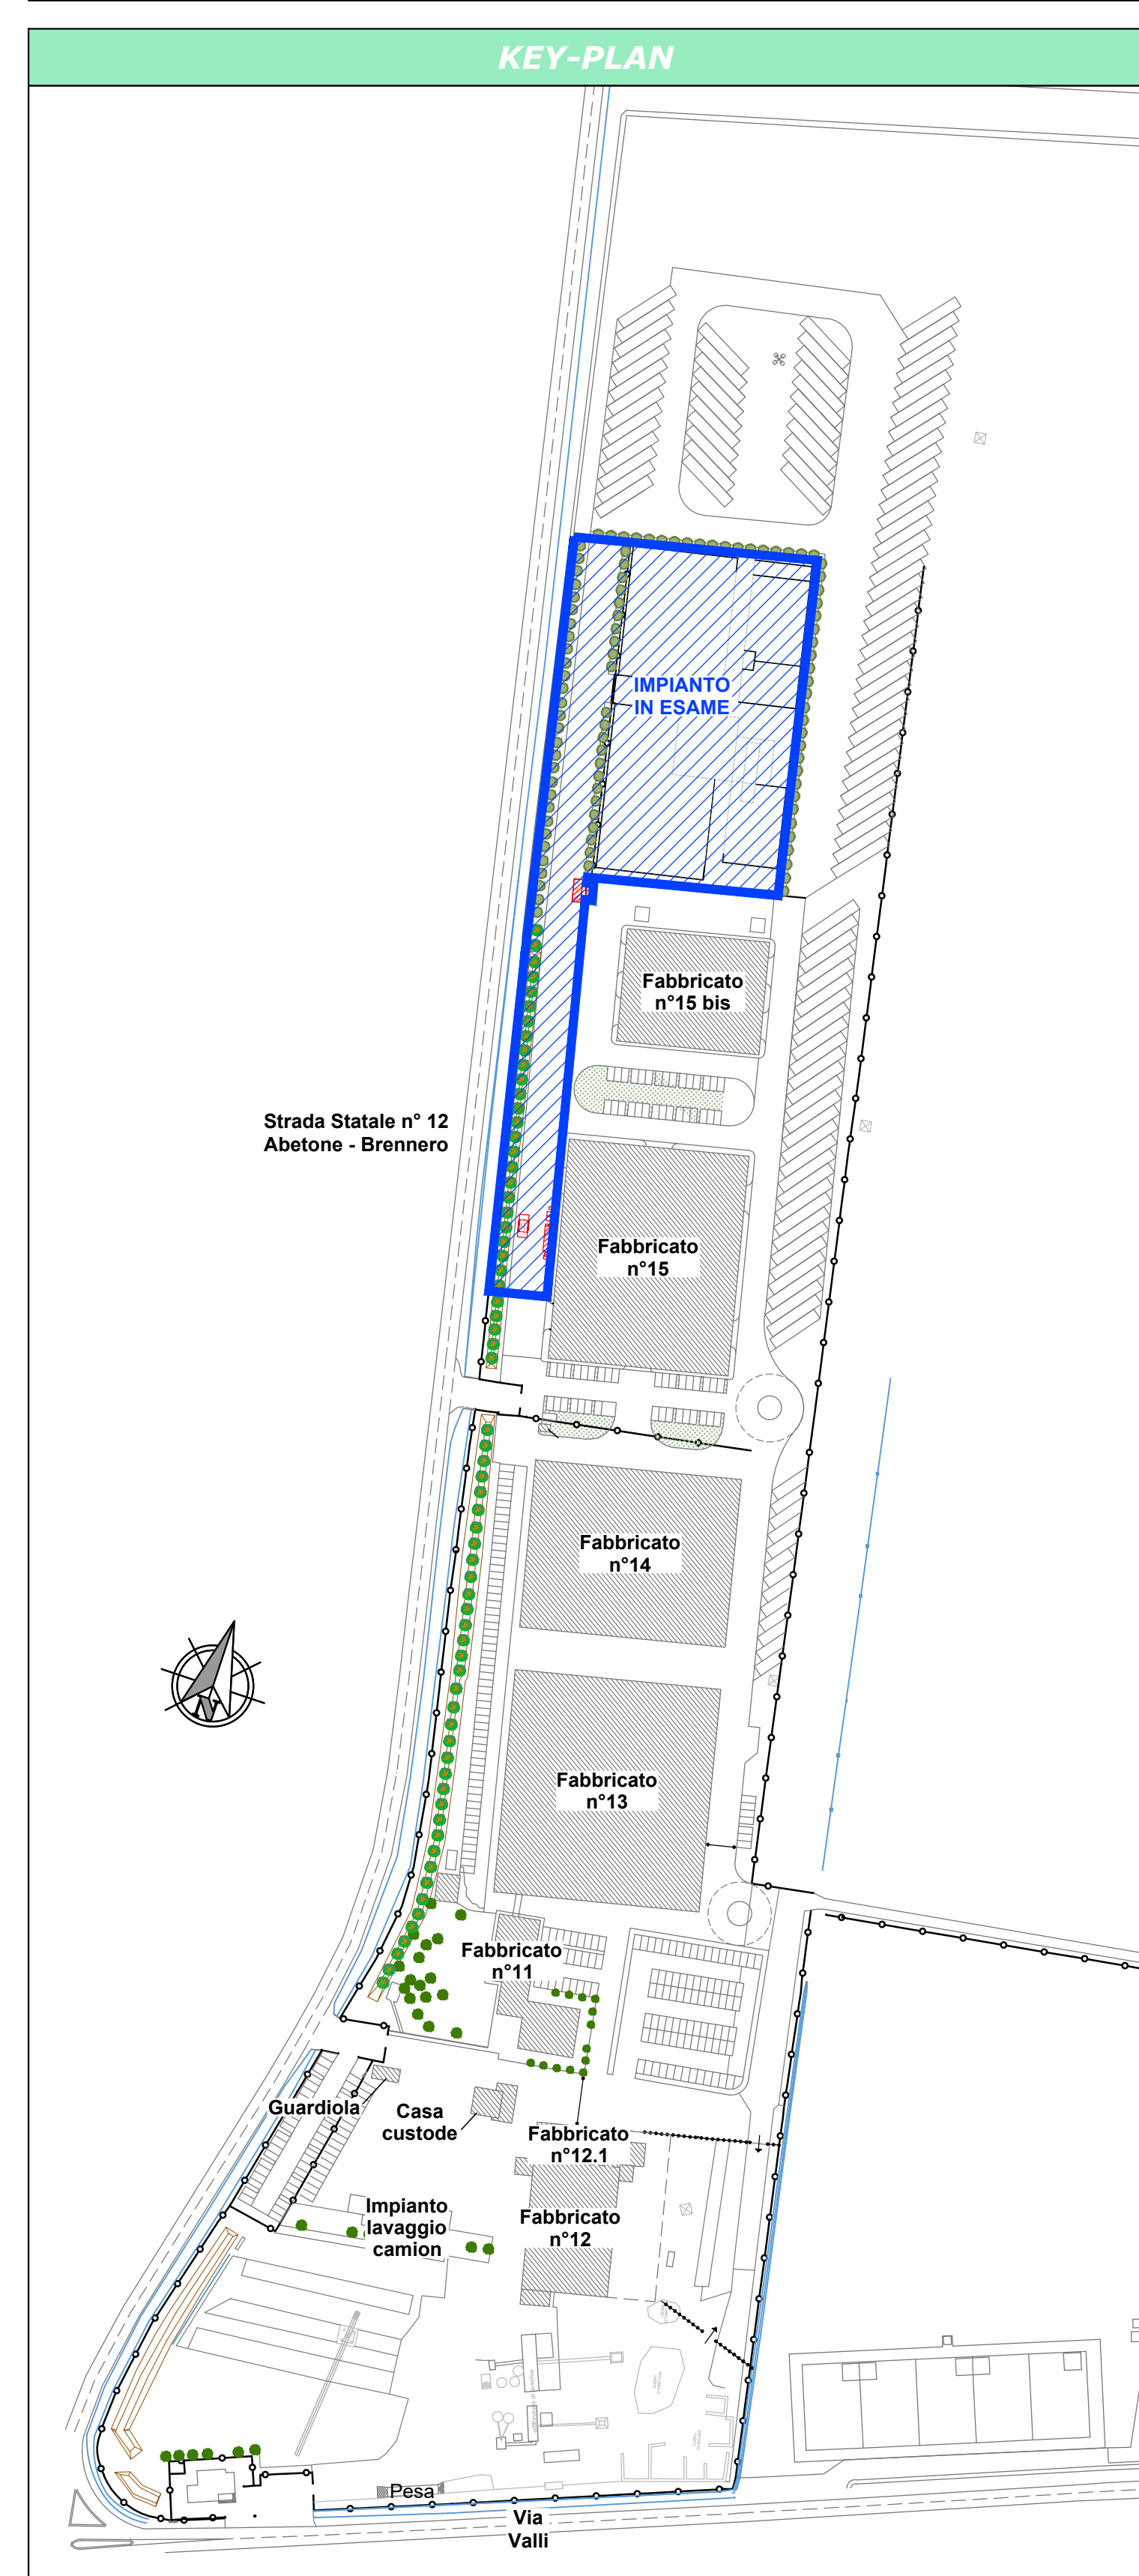 KEY-PLAN
IMPIANTO
IN ESAME
Fabbricato
n°15 bis
Strada Statale n° 12
Abetone - Brennero
Fabbricato
n°15
Fabbricato
n°14
N
Fabbricato
n°13
Fabbricato
n°11
Guardiola
Casa
custode
Fabbricato
n°12.1
Impianto
lavaggio
camion
Fabbricato
n°12
Pesa
Via
Valli